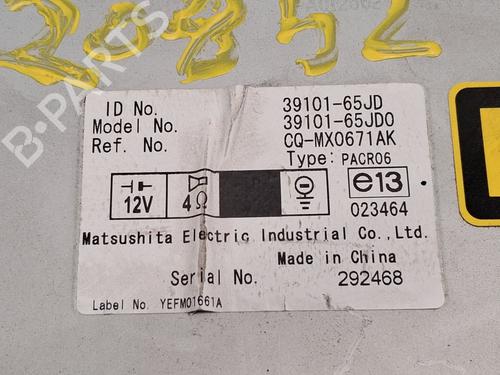 20852
B-PARTS
ID No. 39101-65JD
Model No. 39101-65JD0
Ref. No. CQ-MX0671AK
Type: PACR06
12V 4Ω e13
023464
Matsushita Electric Industrial Co., Ltd.
Made in China
Serial No. 292468
Label No. YEFM01661A